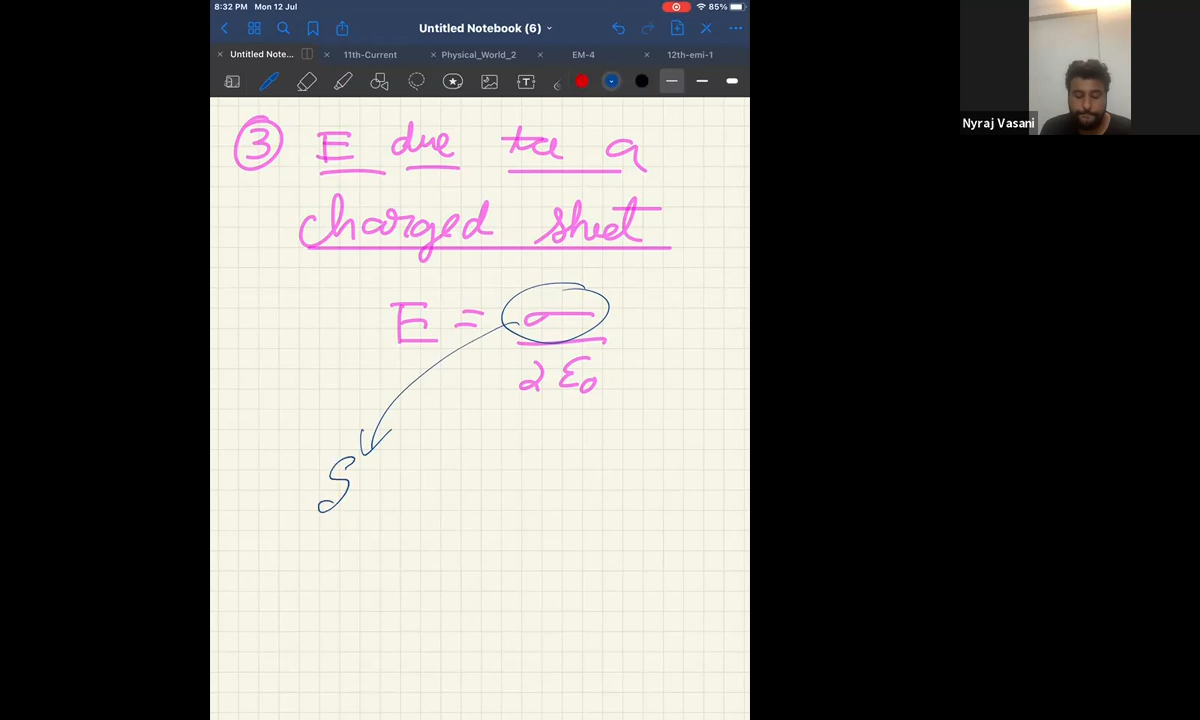 8:32 PM Mon 12 Jul
85%
Untitled Notebook (6)
Untitled Note...
11th-Current
Physical_World_2
EM-4
12th-emi-1
T
Nyraj Vasani
③ E due to a
charged sheet
E = σ
2 ε₀
S